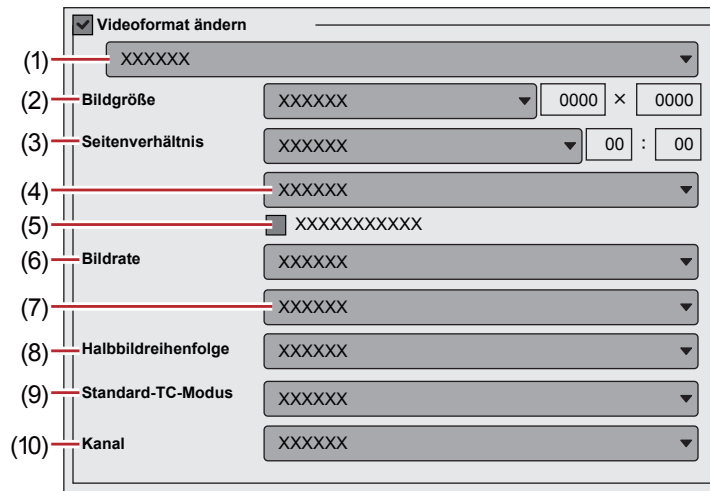 Videoformat ändern
(1) XXXXXX
(2) Bildgröße XXXXXX 0000 × 0000
(3) Seitenverhältnis XXXXXX 00 : 00
(4) XXXXXX
(5) XXXXXXXXXXX
(6) Bildrate XXXXXX
(7) XXXXXX
(8) Halbbildreihenfolge XXXXXX
(9) Standard-TC-Modus XXXXXX
(10) Kanal XXXXXX